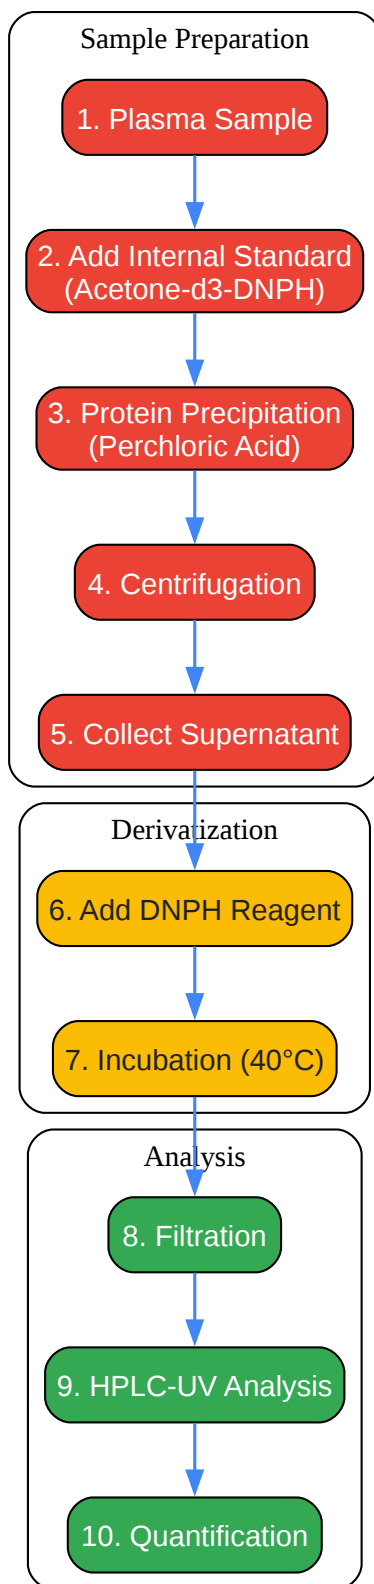 Sample Preparation
1. Plasma Sample
2. Add Internal Standard
(Acetone-d3-DNPH)
3. Protein Precipitation
(Perchloric Acid)
4. Centrifugation
5. Collect Supernatant
Derivatization
6. Add DNPH Reagent
7. Incubation (40°C)
Analysis
8. Filtration
9. HPLC-UV Analysis
10. Quantification